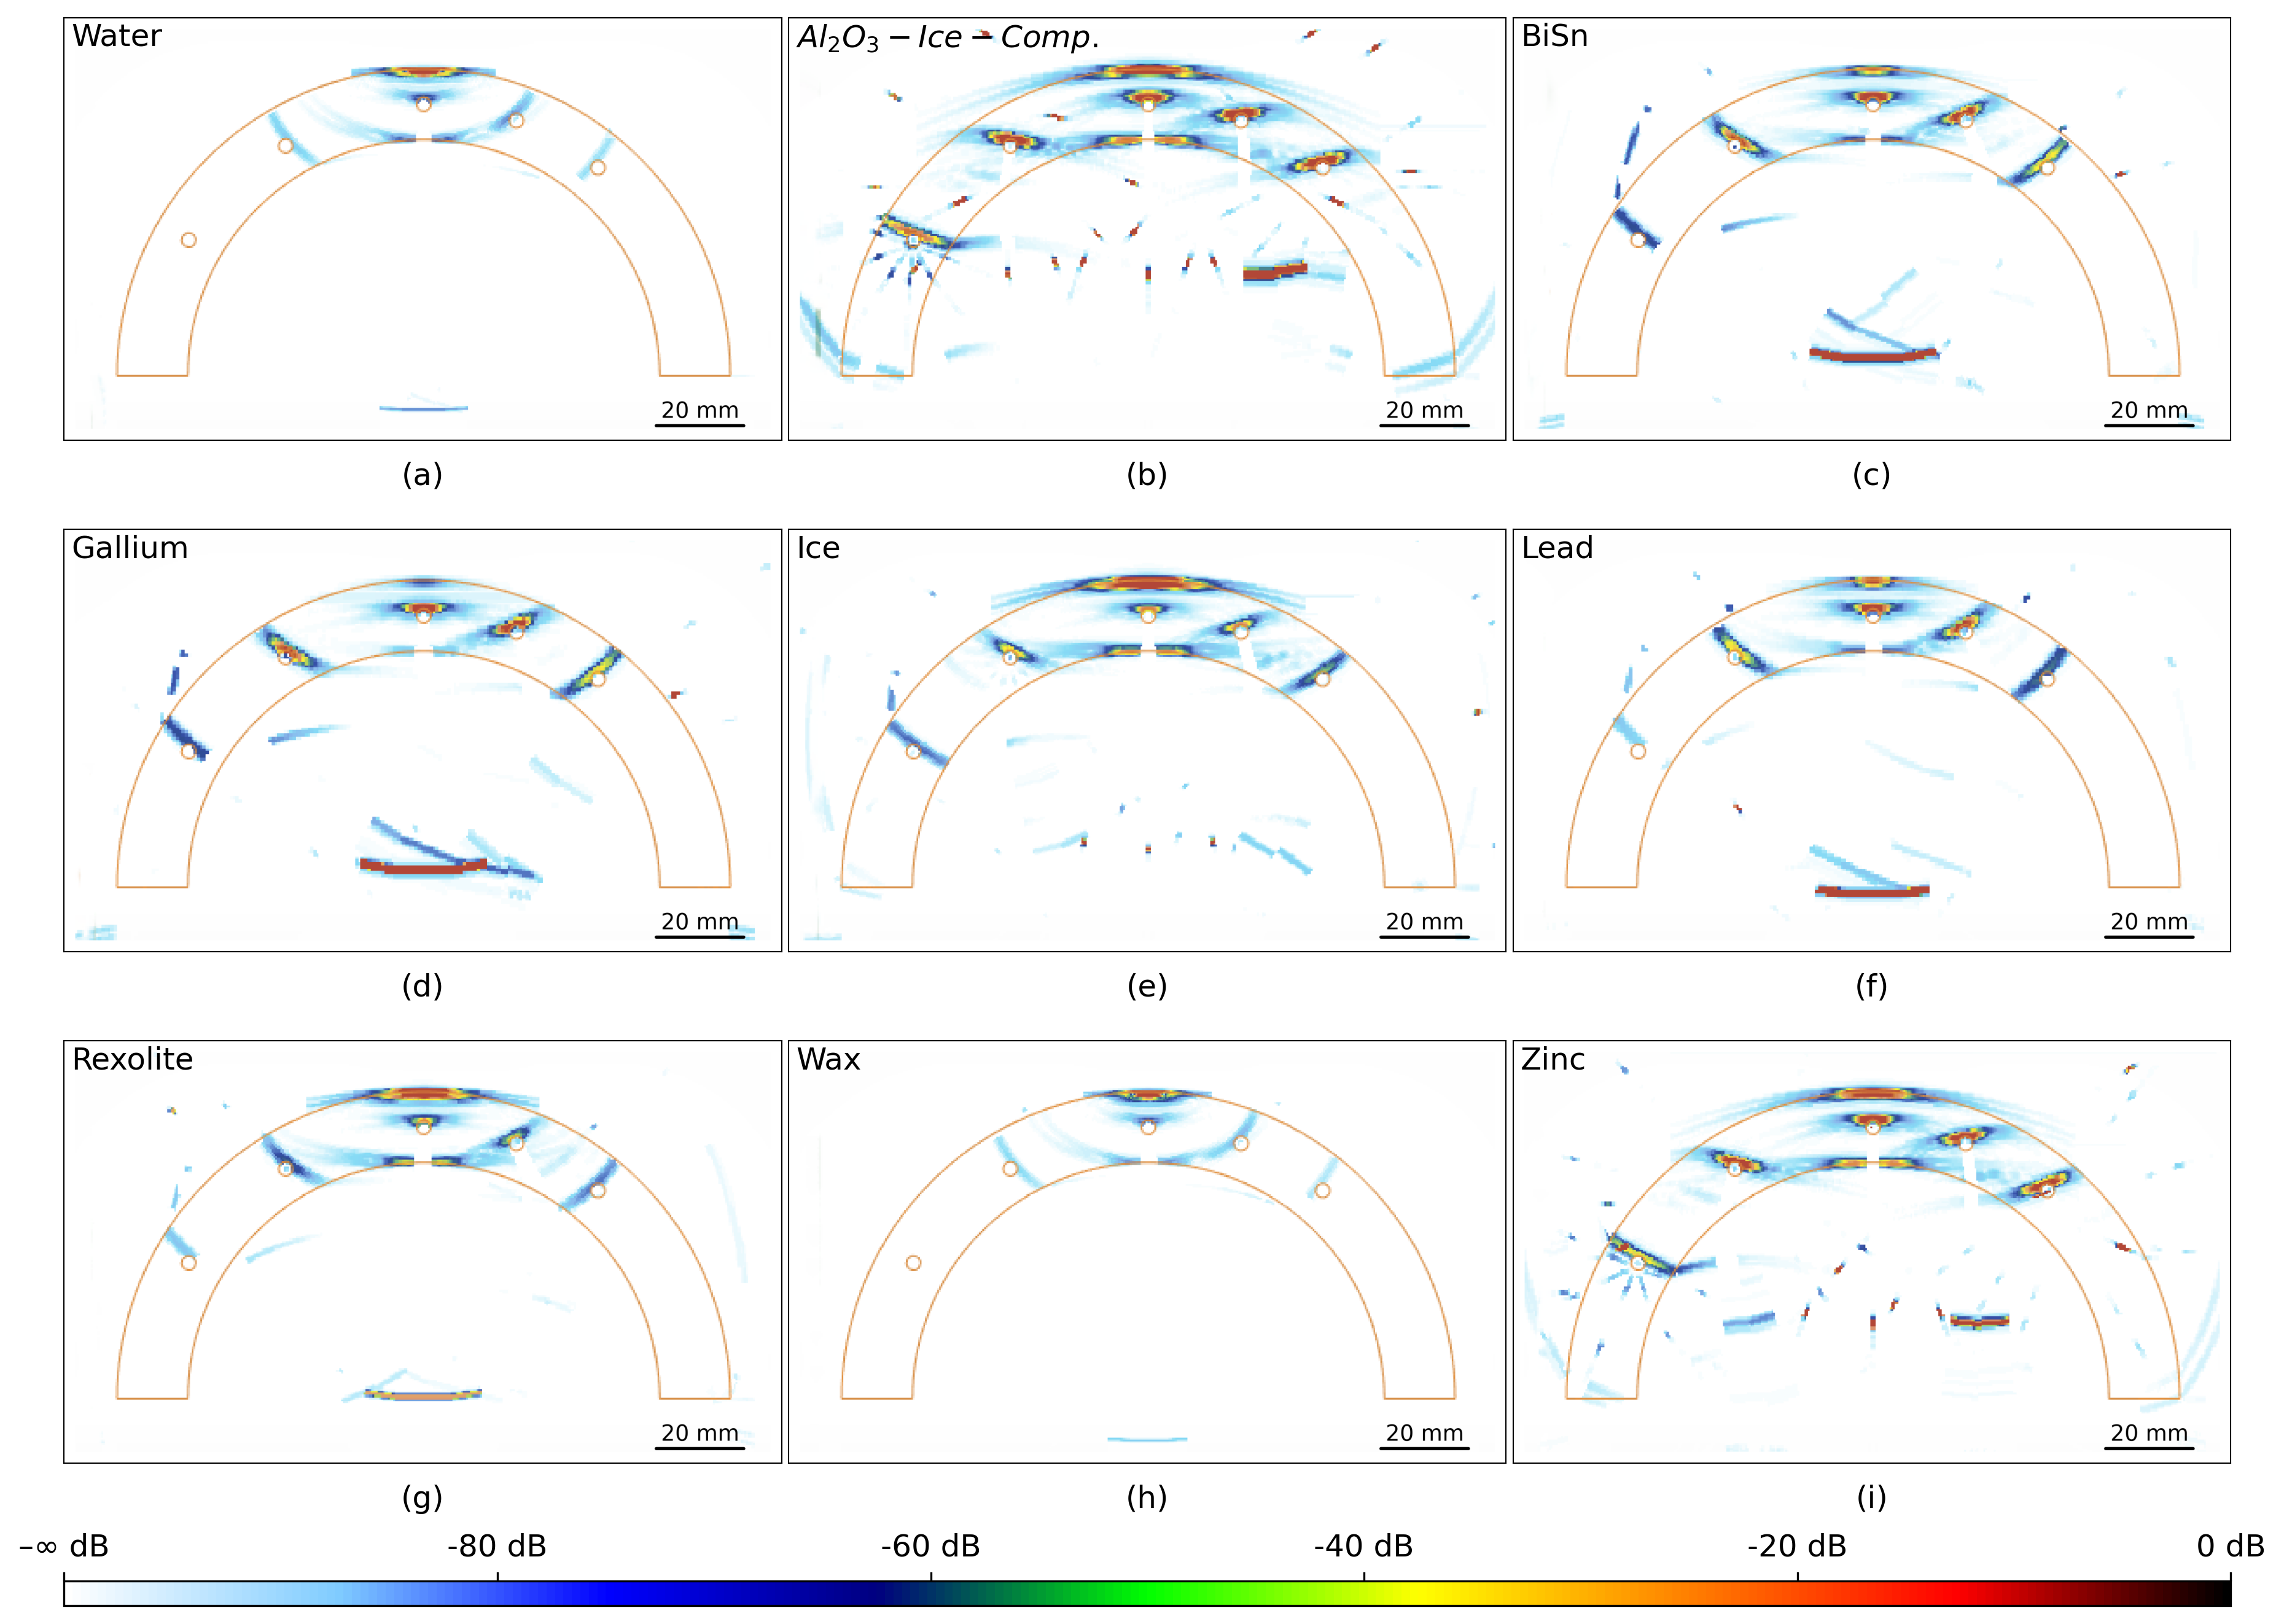 Water
Al₂O₃ – Ice – Comp.
BiSn
20 mm
20 mm
20 mm
(a)
(b)
(c)
Gallium
Ice
Lead
20 mm
20 mm
20 mm
(d)
(e)
(f)
Rexolite
Wax
Zinc
20 mm
20 mm
20 mm
(g)
(h)
(i)
–∞ dB
-80 dB
-60 dB
-40 dB
-20 dB
0 dB